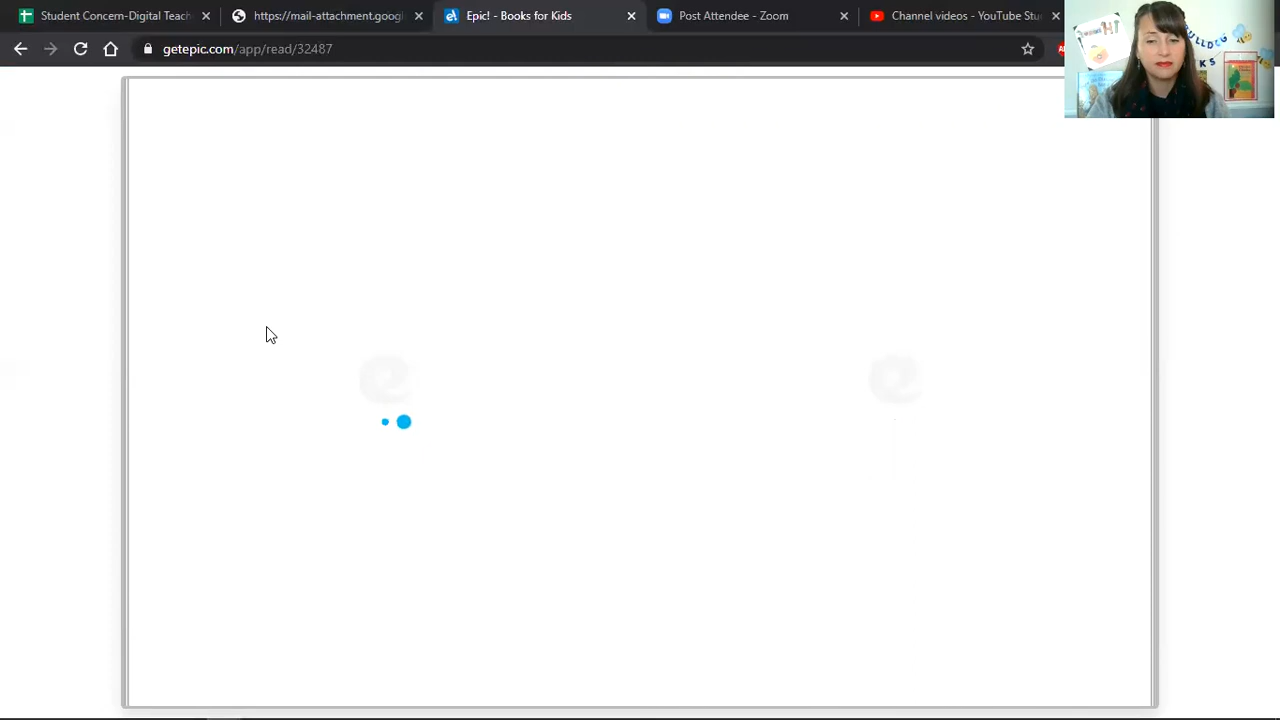 Student Concern-Digital Teach
https://mail-attachment.googl
Epic! - Books for Kids
Post Attendee - Zoom
Channel videos - YouTube Stu
getepic.com/app/read/32487